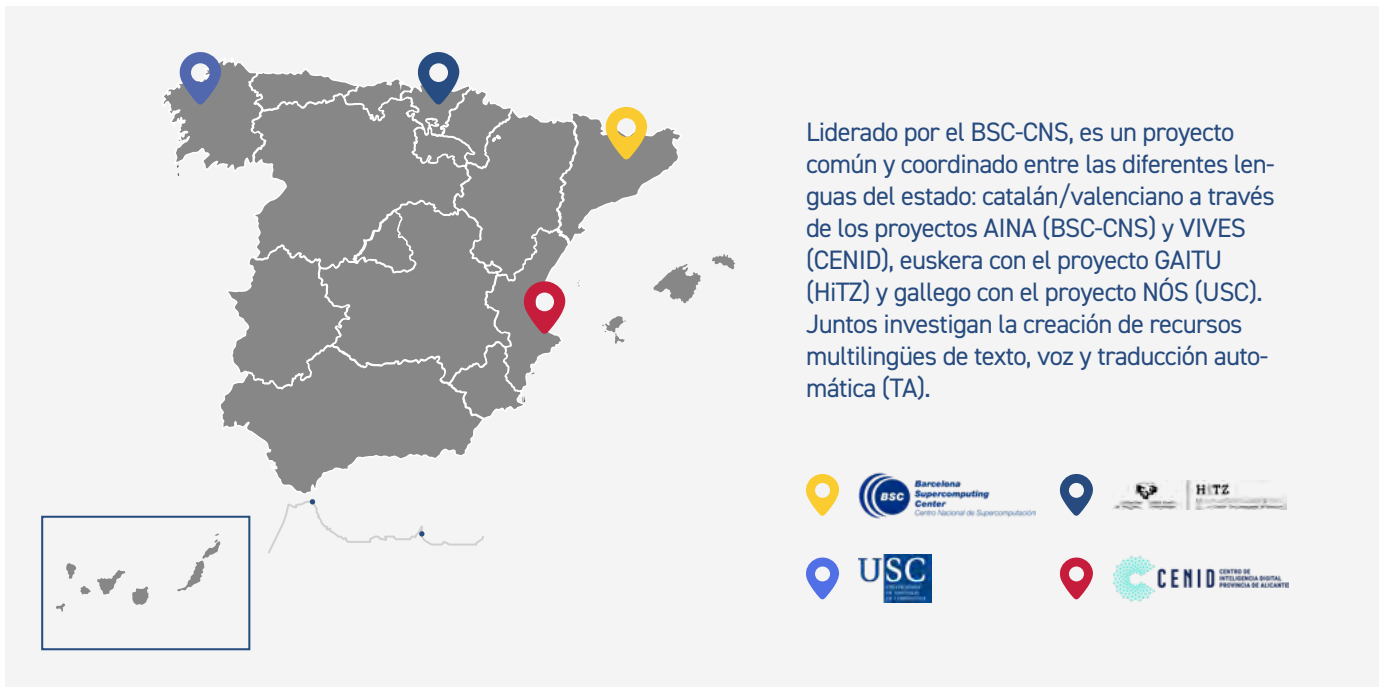 Liderado por el BSC-CNS, es un proyecto
común y coordinado entre las diferentes len-
guas del estado: catalán/valenciano a través
de los proyectos AINA (BSC-CNS) y VIVES
(CENID), euskera con el proyecto GAITU
(HiTZ) y gallego con el proyecto NÓS (USC).
Juntos investigan la creación de recursos
multilingües de texto, voz y traducción auto-
mática (TA).
BSC
Barcelona
Supercomputing
Center
Centro Nacional de Supercomputación
HiTZ
USC
CENID
CENTRO DE
INTELIGENCIA DIGITAL
PROVINCIA DE ALICANTE